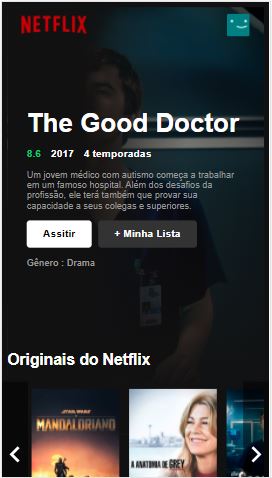 NETFLIX
The Good Doctor
8.6 2017 4 temporadas
Um jovem médico com autismo começa a trabalhar
em um famoso hospital. Além dos desafios da
profissão, ele terá também que provar sua
capacidade a seus colegas e superiores.
Assitir + Minha Lista
Gênero : Drama
Originais do Netflix
STAR WARS
MANDALORIANO
A ANATOMIA DE GREY